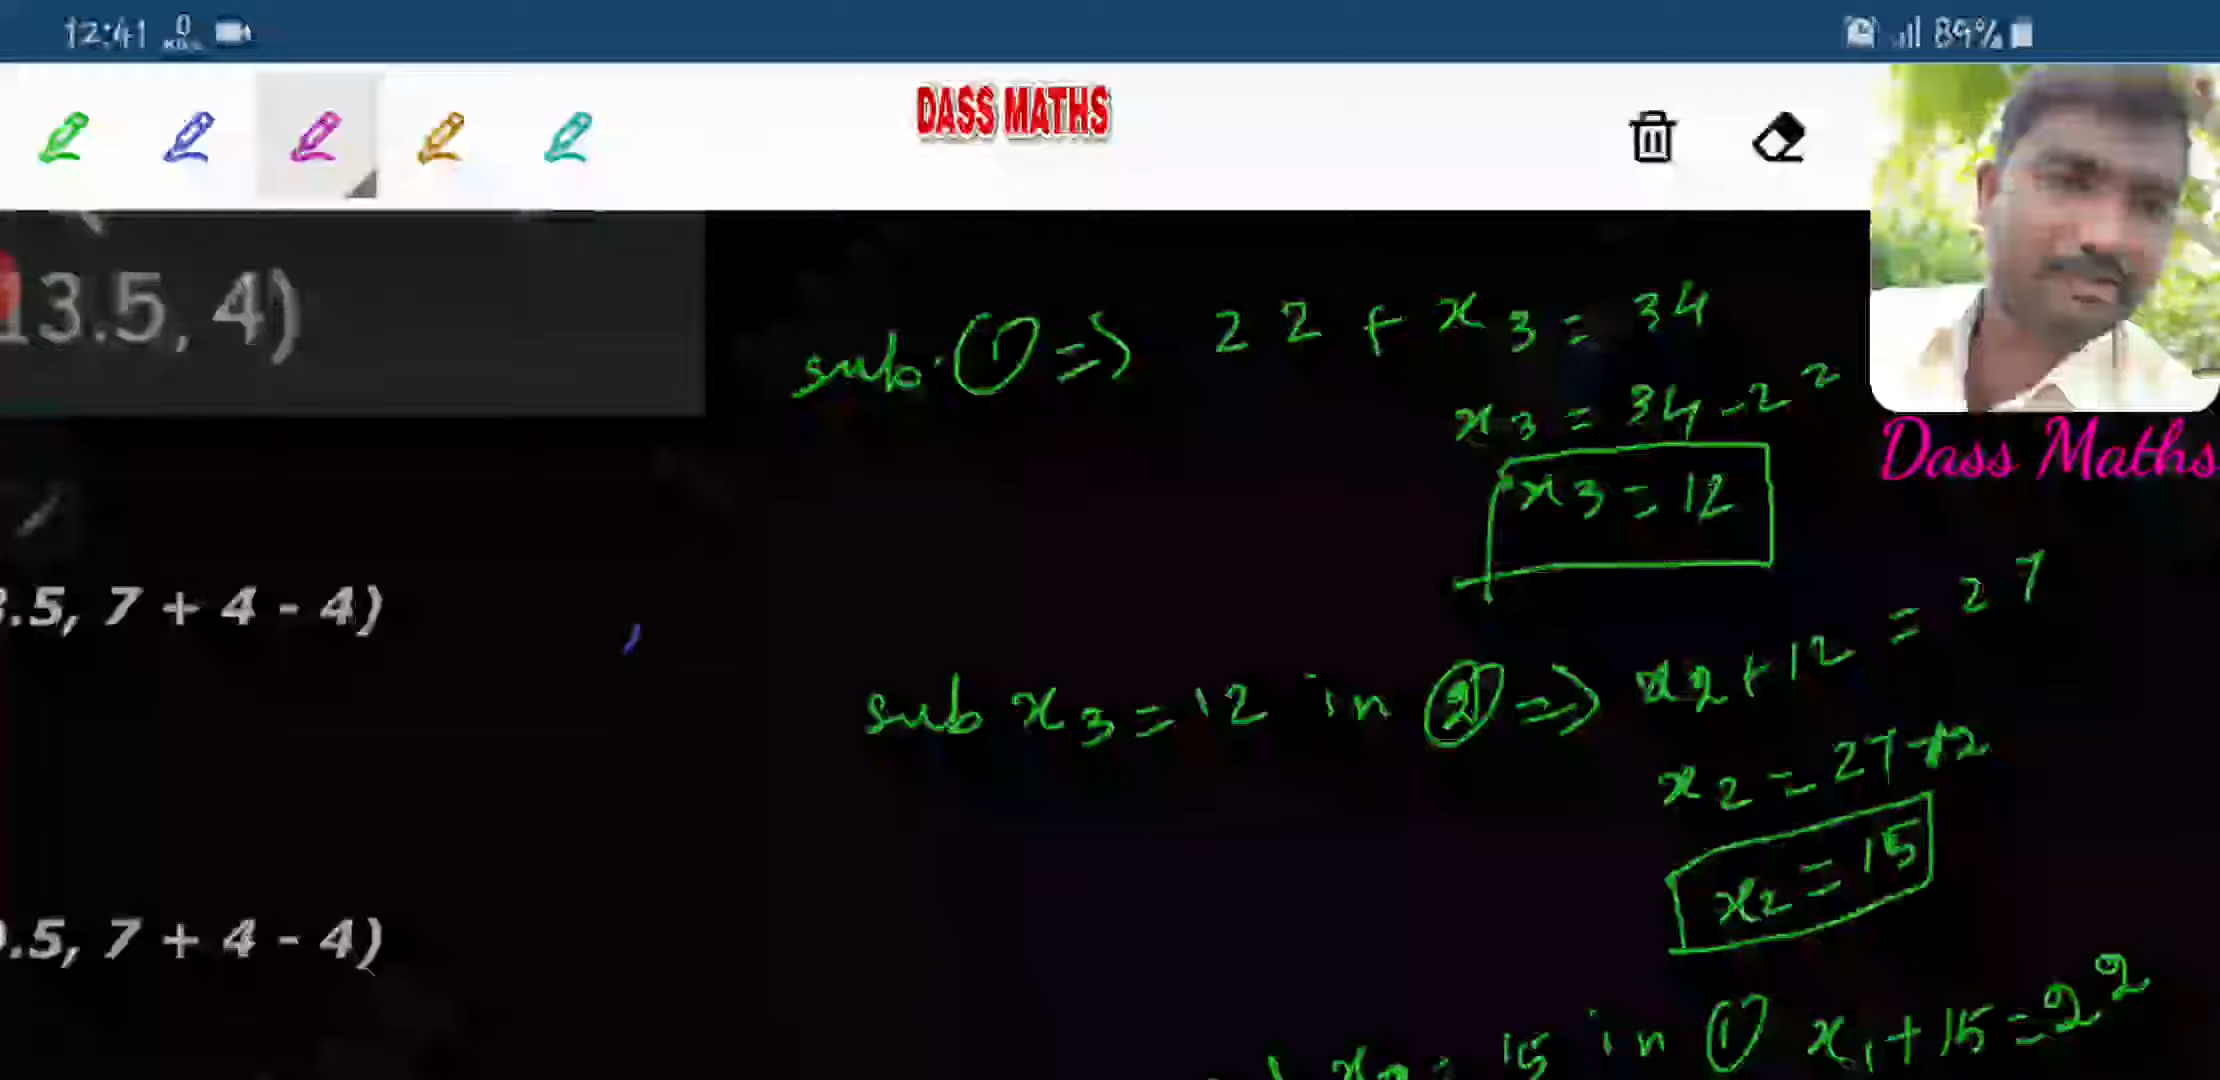 12:41 0 89%
DASS MATHS
13.5, 4)
sub. ① => 22 + x3 = 34
x3 = 34 - 22
x3 = 12
Dass Maths
.5, 7 + 4 - 4)
sub x3 = 12 in ② => x2 + 12 = 27
x2 = 27 - 12
x2 = 15
.5, 7 + 4 - 4)
15 in ① x1 + 15 = 22